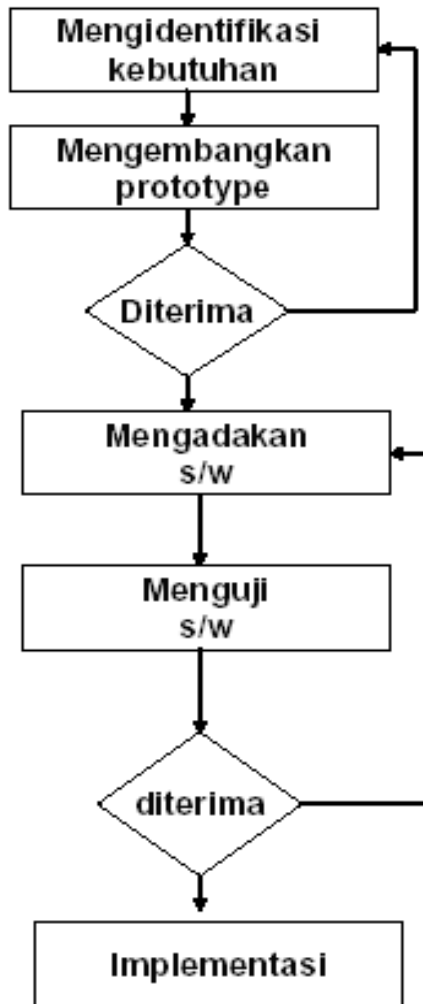 Mengidentifikasi
kebutuhan
Mengembangkan
prototype
Diterima
Mengadakan
s/w
Menguji
s/w
diterima
Implementasi